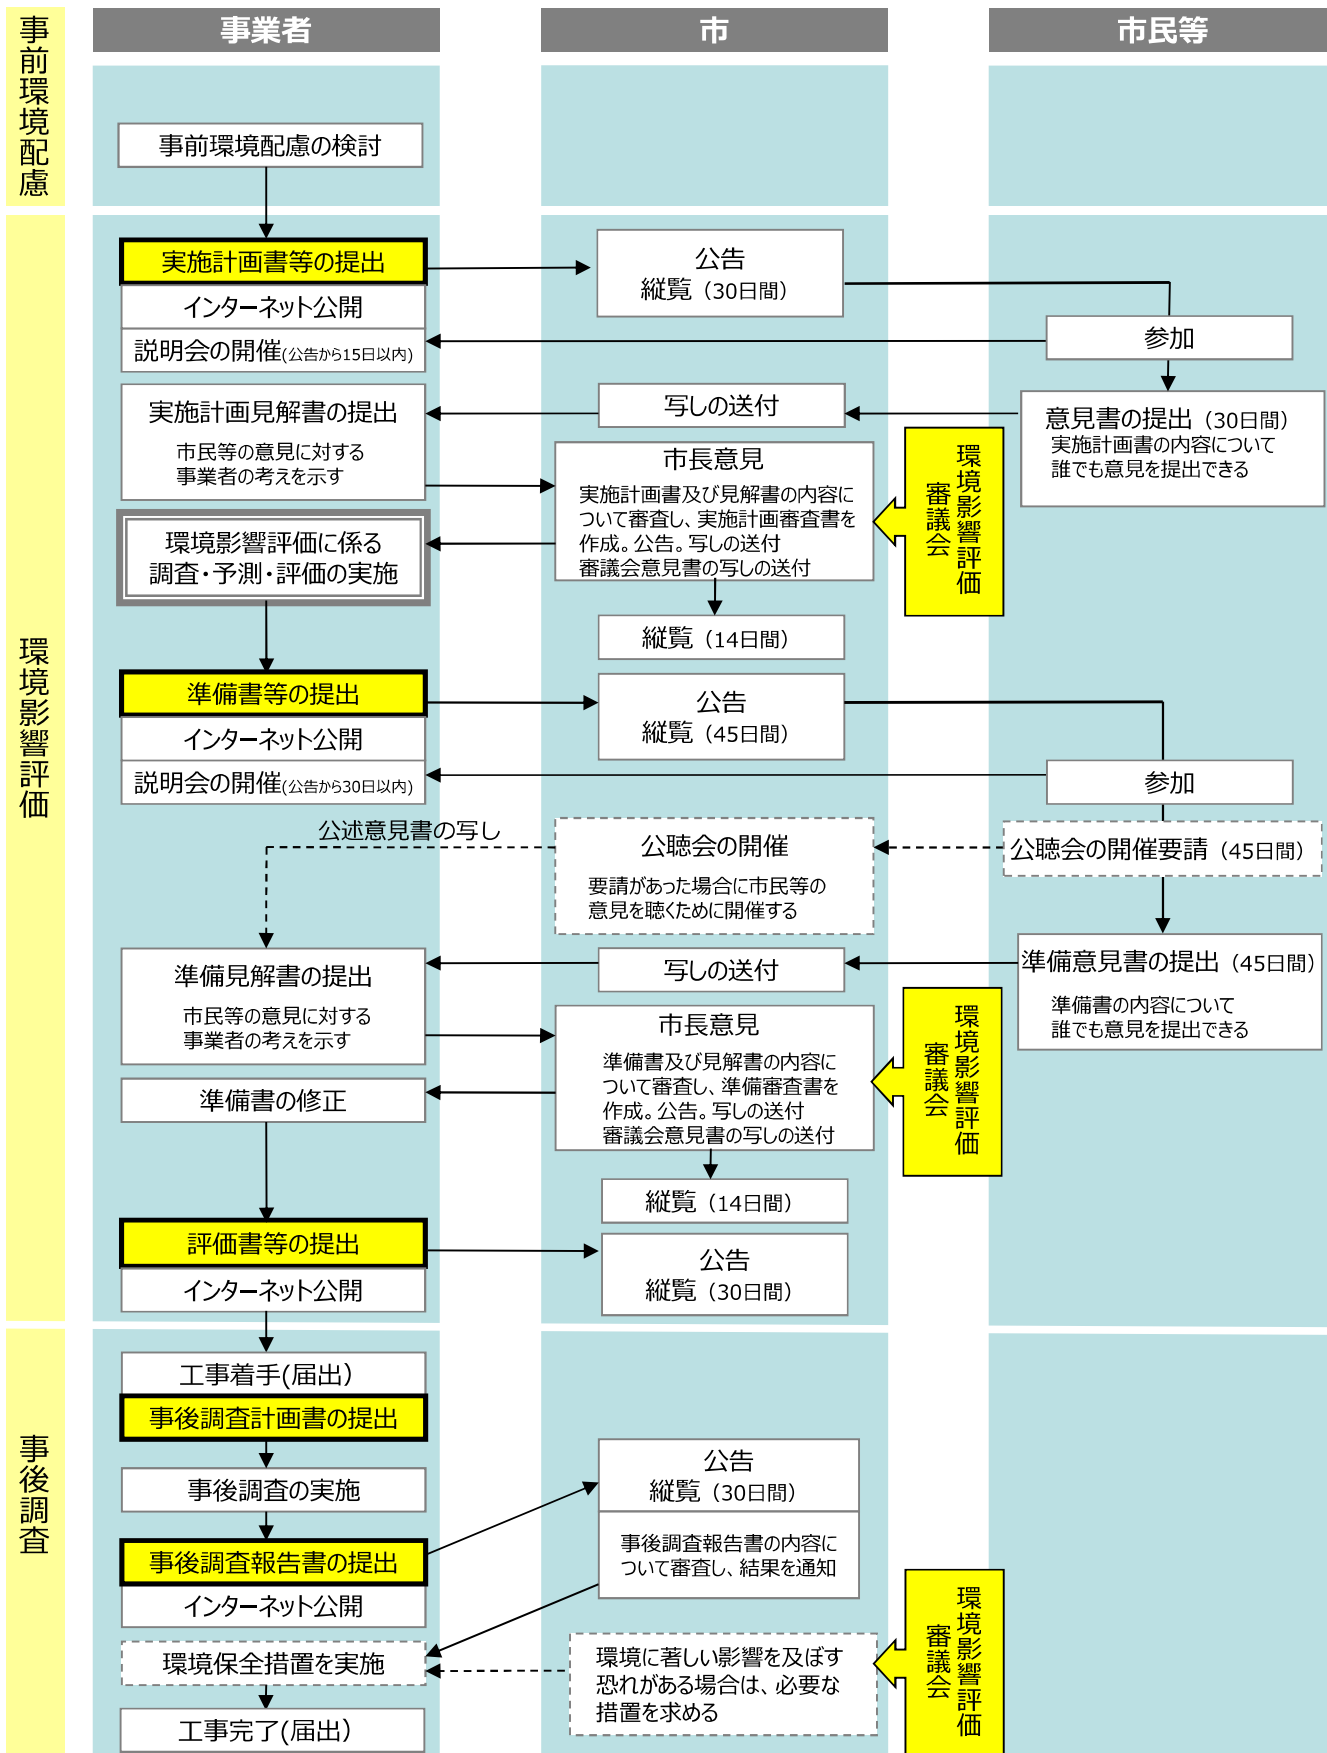 事業者
市
市民等
事前環境配慮
事前環境配慮の検討
環境影響評価
実施計画書等の提出
インターネット公開
説明会の開催(公告から15日以内)
公告
縦覧（30日間）
参加
実施計画見解書の提出
市民等の意見に対する
事業者の考えを示す
写しの送付
意見書の提出（30日間）
実施計画書の内容について
誰でも意見を提出できる
市長意見
実施計画書及び見解書の内容に
ついて審査し、実施計画審査書を
作成。公告。写しの送付
審議会意見書の写しの送付
環境影響評価
審議会
環境影響評価に係る
調査・予測・評価の実施
縦覧（14日間）
準備書等の提出
インターネット公開
説明会の開催(公告から30日以内)
公告
縦覧（45日間）
参加
公述意見書の写し
公聴会の開催
要請があった場合に市民等の
意見を聴くために開催する
公聴会の開催要請（45日間）
準備見解書の提出
市民等の意見に対する
事業者の考えを示す
写しの送付
準備意見書の提出（45日間）
準備書の内容について
誰でも意見を提出できる
市長意見
準備書及び見解書の内容に
ついて審査し、準備審査書を
作成。公告。写しの送付
審議会意見書の写しの送付
環境影響評価
審議会
準備書の修正
縦覧（14日間）
評価書等の提出
インターネット公開
公告
縦覧（30日間）
事後調査
工事着手(届出）
事後調査計画書の提出
事後調査の実施
事後調査報告書の提出
インターネット公開
公告
縦覧（30日間）
事後調査報告書の内容に
ついて審査し、結果を通知
環境保全措置を実施
環境に著しい影響を及ぼす
恐れがある場合は、必要な
措置を求める
環境影響評価
審議会
工事完了(届出）